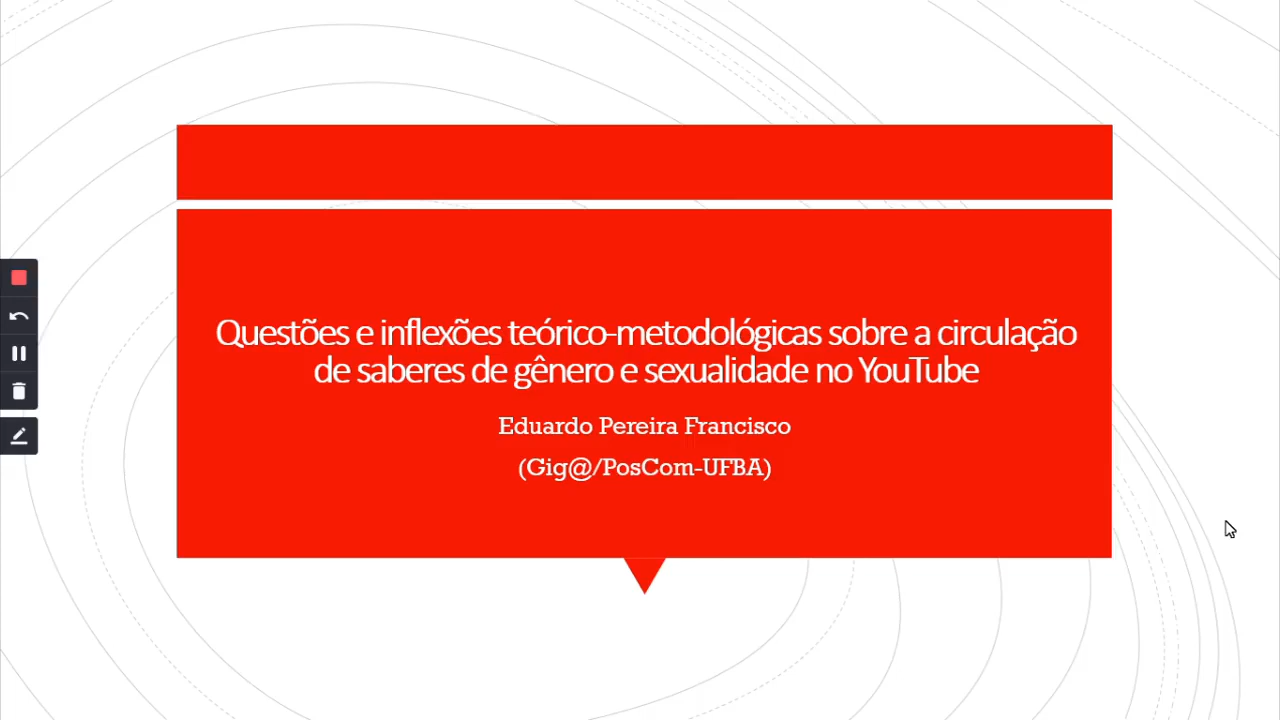 Questões e inflexões teórico-metodológicas sobre a circulação
de saberes de gênero e sexualidade no YouTube
Eduardo Pereira Francisco
(Gig@/PosCom-UFBA)